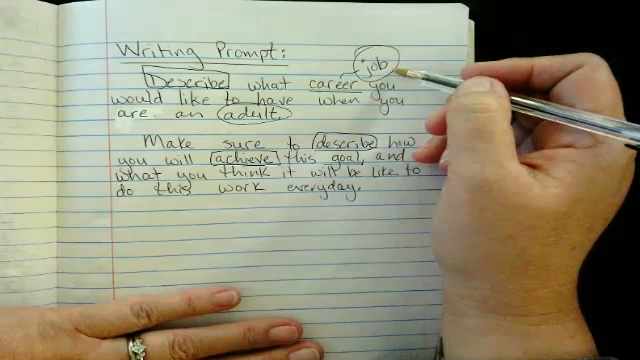 Writing Prompt:
job
Describe what career you
would like to have when you
are an adult.
Make sure to describe how
you will achieve this goal, and
what you think it will be like to
do this work everyday.